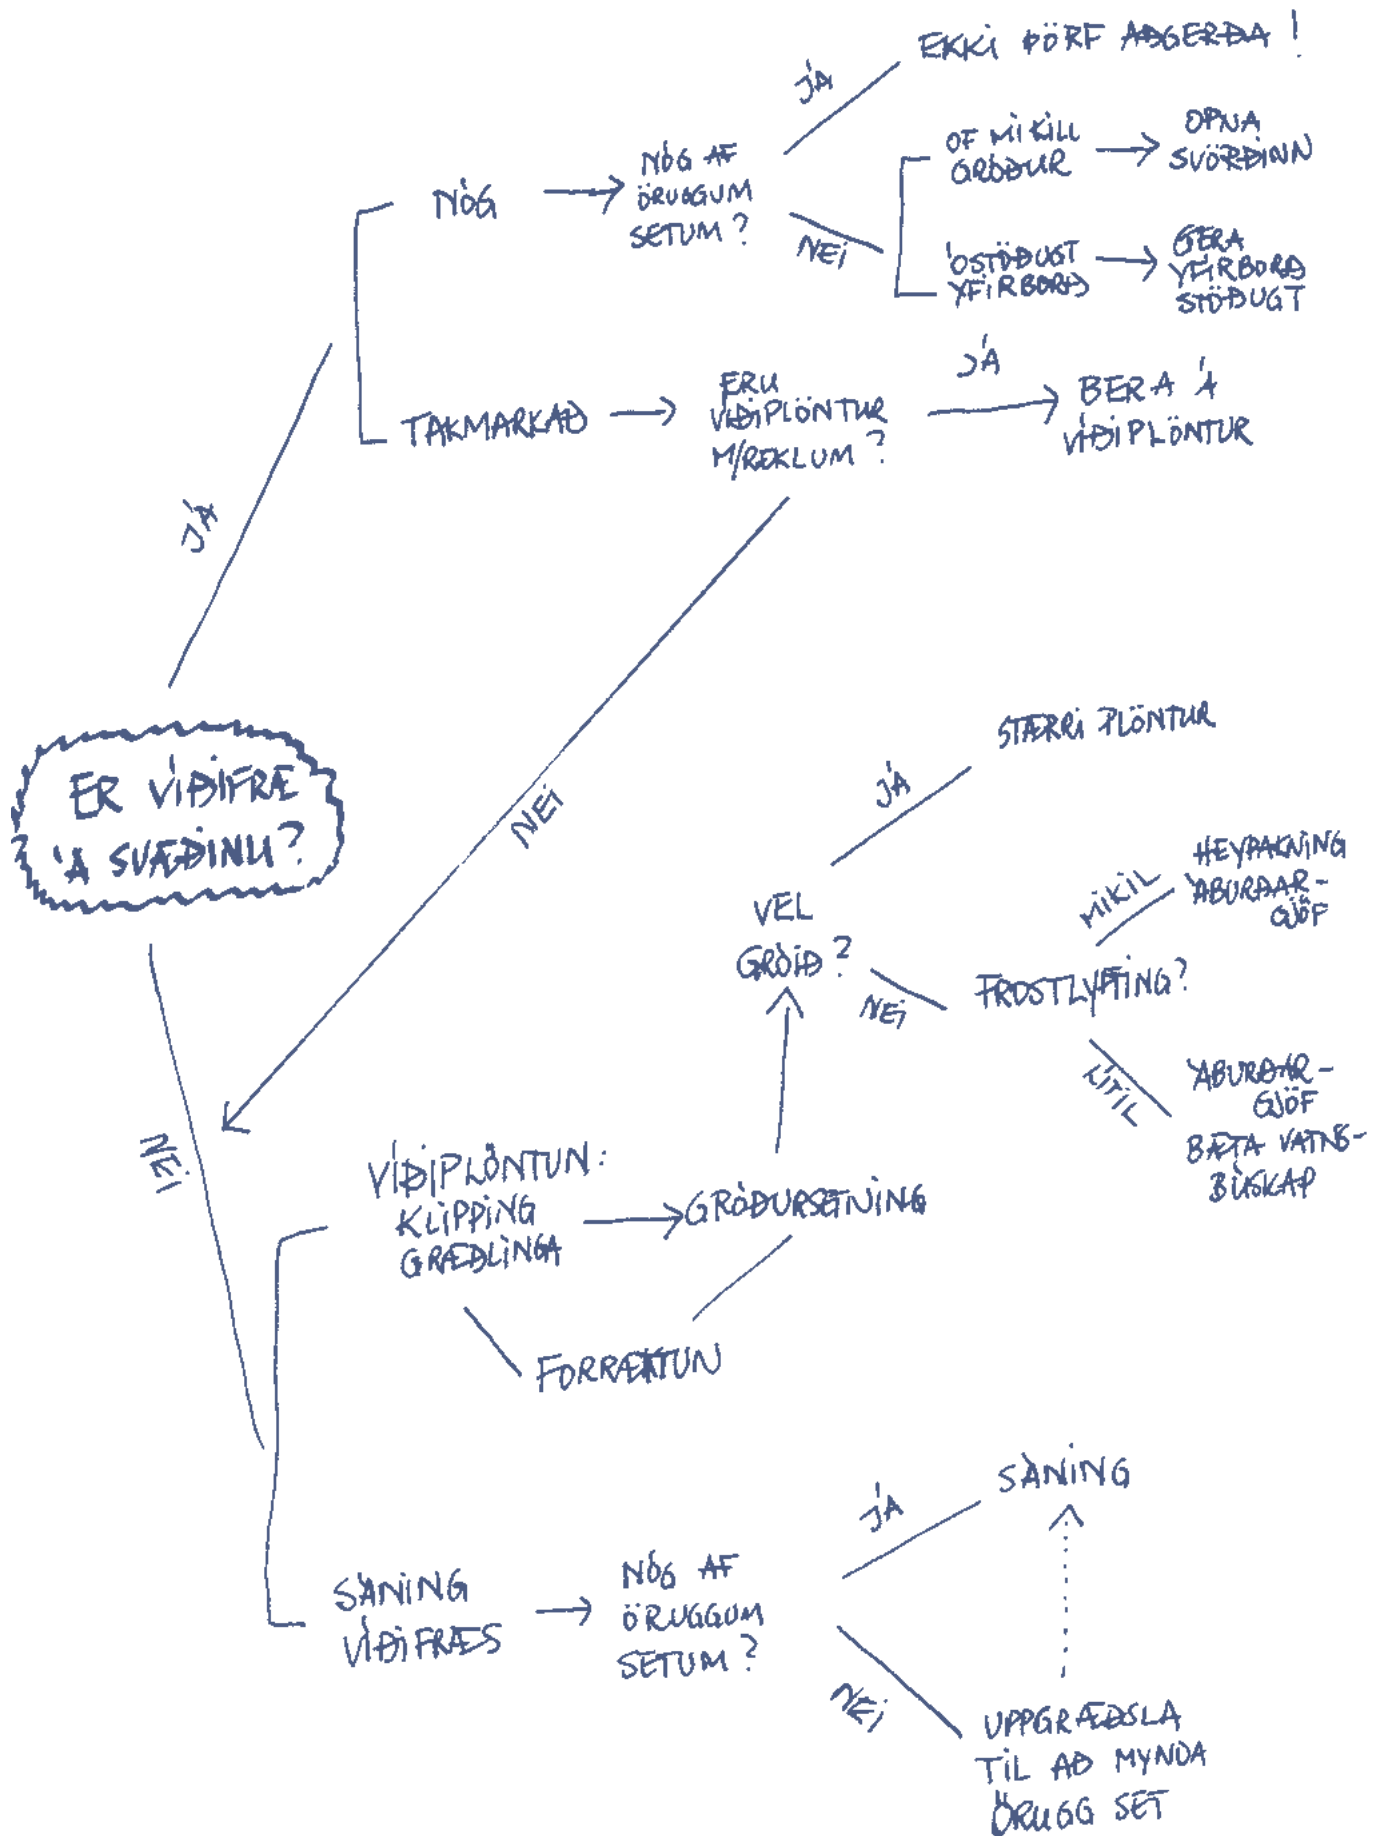 EKKI ÞÖRF AÐGERÐA!
JÁ
NÓG
NÓG AF
ÖRUGGUM
SETUM?
NEI
OF MIKILL
GRÓÐUR
OPNA
SVÖRÐINN
ÓSTÖÐUGT
YFIRBORÐ
GERA
YFIRBORÐ
STÖÐUGT
TAKMARKAÐ
ERU
VÍÐIPLÖNTUR
M/REKLUM?
JÁ
BERA Á
VÍÐIPLÖNTUR
JÁ
ER VÍÐIFRÆ
Á SVÆÐINU?
NEI
NEI
STÆRRI PLÖNTUR
JÁ
VEL
GRÓIÐ?
NEI
FROSTLYFTING?
MIKIL
HEYPAKNING
ÁBURÐAR-
GJÖF
LÍTIL
ÁBURÐAR-
GJÖF
BÆTA VATNS-
BÚSKAP
VÍÐIPLÖNTUN:
KLIPPING
GRÆÐLINGA
GRÓÐURSETNING
FORRÆKTUN
SÁNING
VÍÐIFRÆS
NÓG AF
ÖRUGGUM
SETUM?
JÁ
SÁNING
NEI
UPPGRÆÐSLA
TIL AÐ MYNDA
ÖRUGG SET